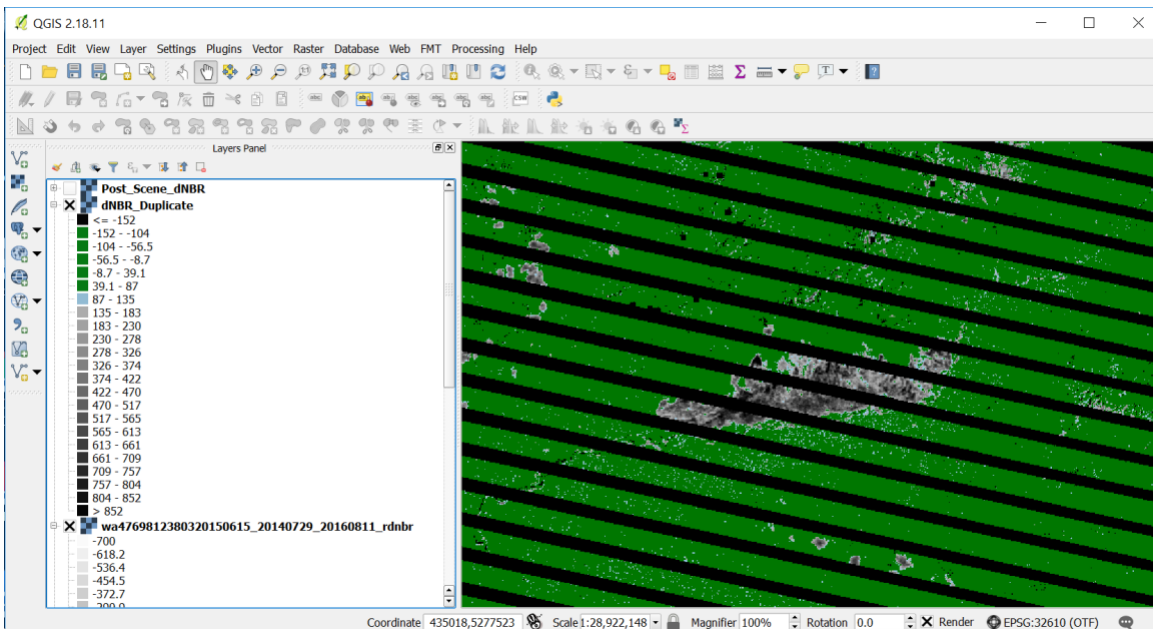 QGIS 2.18.11
Project Edit View Layer Settings Plugins Vector Raster Database Web FMT Processing Help
Layers Panel
Post_Scene_dNBR
dNBR_Duplicate
<= -152
-152 - -104
-104 - -56.5
-56.5 - -8.7
-8.7 - 39.1
39.1 - 87
87 - 135
135 - 183
183 - 230
230 - 278
278 - 326
326 - 374
374 - 422
422 - 470
470 - 517
517 - 565
565 - 613
613 - 661
661 - 709
709 - 757
757 - 804
804 - 852
> 852
wa4769812380320150615_20140729_20160811_rdnbr
-700
-618.2
-536.4
-454.5
-372.7
Coordinate 435018,5277523 Scale 1:28,922,148 Magnifier 100% Rotation 0.0 Render EPSG:32610 (OTF)